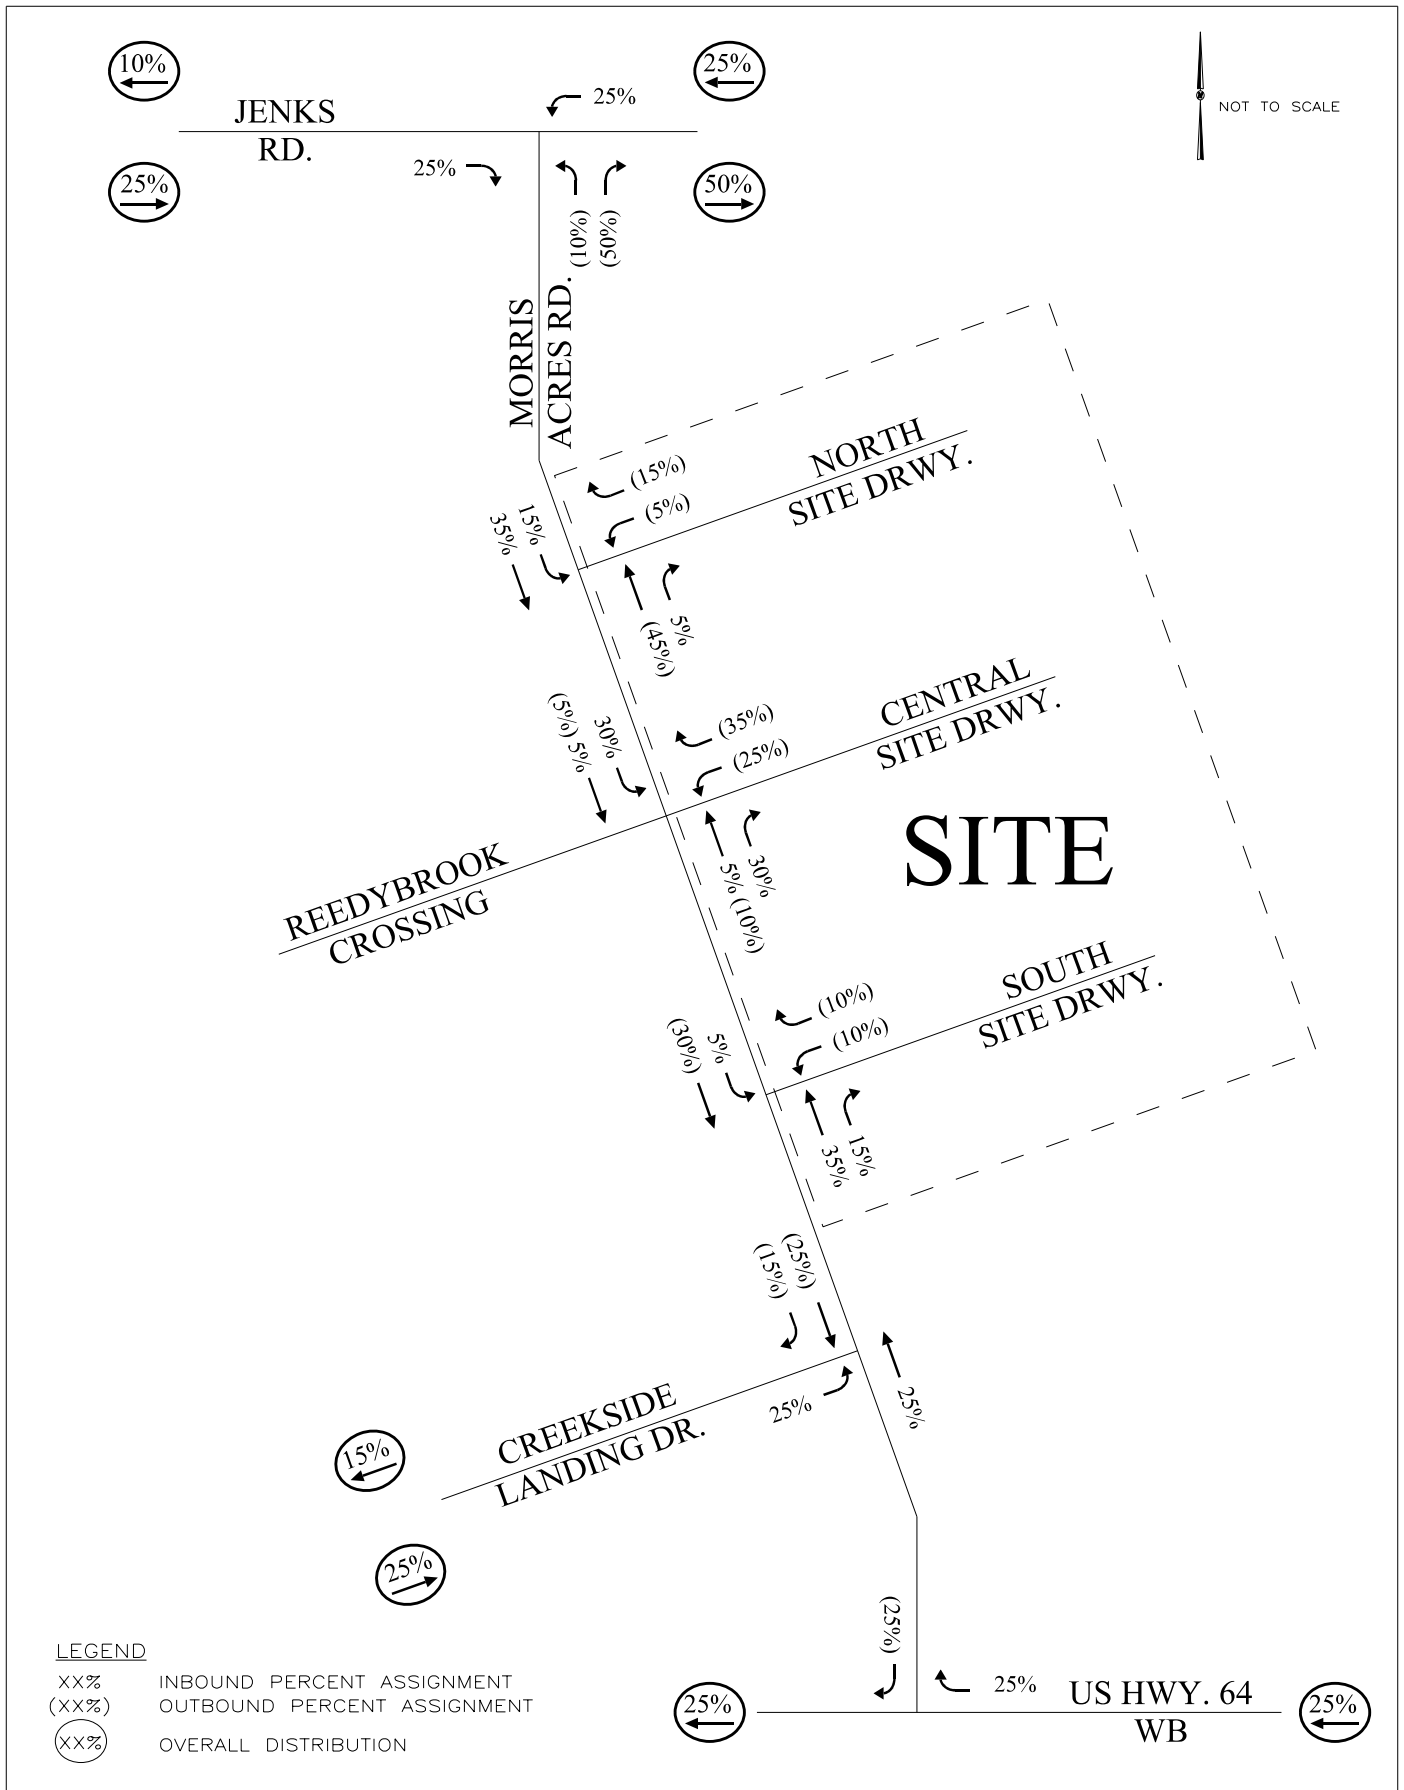 10%
25%
JENKS
RD.
25%
NOT TO SCALE
25%
25%
50%
(10%)
(50%)
MORRIS
ACRES RD.
NORTH
SITE DRWY.
(15%)
(5%)
15%
35%
5%
(45%)
CENTRAL
SITE DRWY.
(35%)
(25%)
30%
(5%) 5%
30%
5% (10%)
SITE
REEDYBROOK
CROSSING
SOUTH
SITE DRWY.
(10%)
(10%)
5%
(30%)
15%
35%
(25%)
(15%)
25%
25%
CREEKSIDE
LANDING DR.
15%
25%
(25%)
25%
25%
US HWY. 64
WB
25%
LEGEND
XX% INBOUND PERCENT ASSIGNMENT
(XX%) OUTBOUND PERCENT ASSIGNMENT
XX% OVERALL DISTRIBUTION